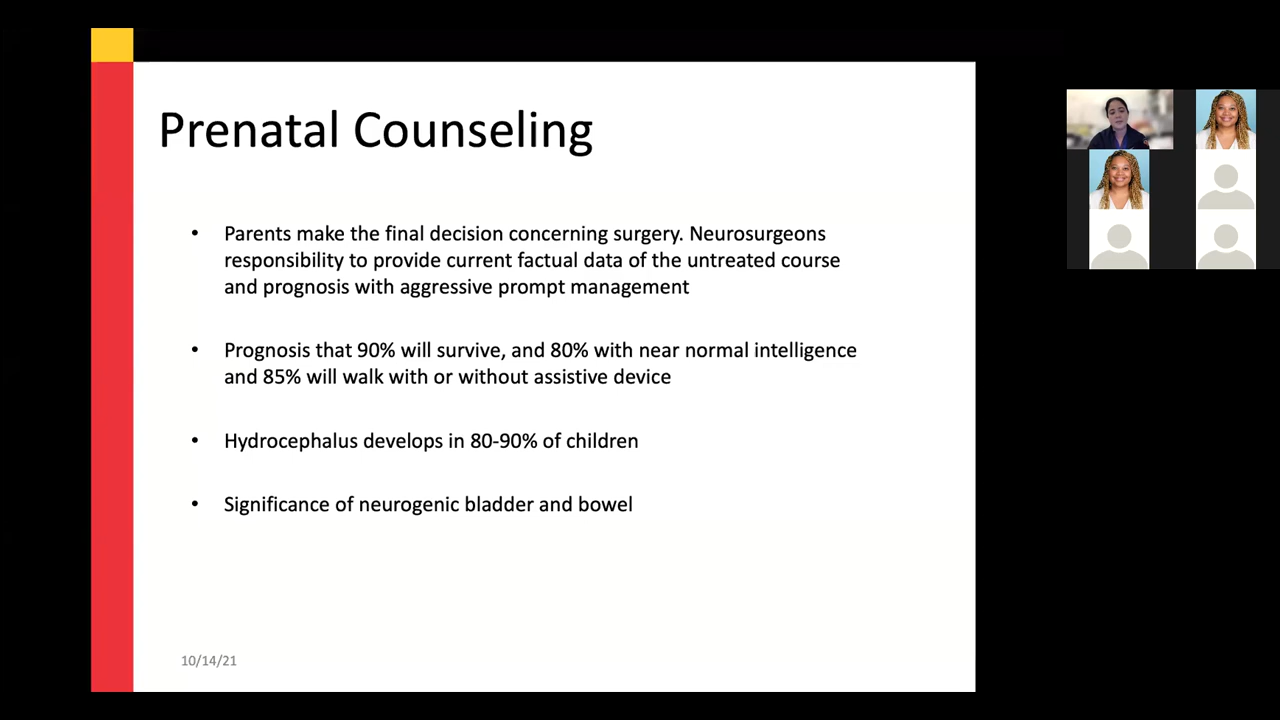 Prenatal Counseling
• Parents make the final decision concerning surgery. Neurosurgeons
responsibility to provide current factual data of the untreated course
and prognosis with aggressive prompt management
• Prognosis that 90% will survive, and 80% with near normal intelligence
and 85% will walk with or without assistive device
• Hydrocephalus develops in 80-90% of children
• Significance of neurogenic bladder and bowel
10/14/21